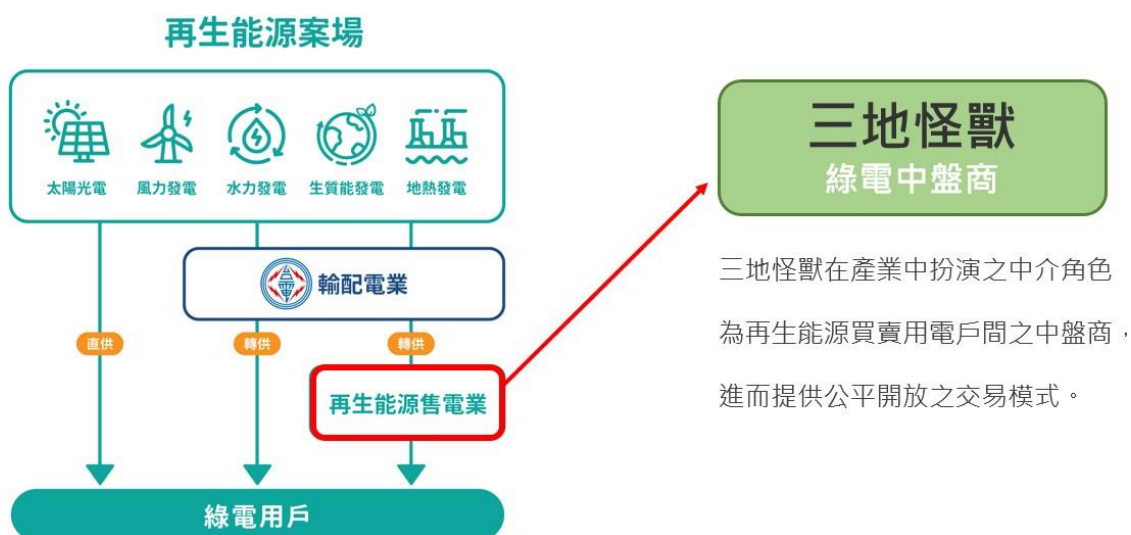 再生能源案場
太陽光電
風力發電
水力發電
生質能發電
地熱發電
輸配電業
直供
轉供
轉供
再生能源售電業
綠電用戶
三地怪獸
綠電中盤商
三地怪獸在產業中扮演之中介角色
為再生能源買賣用電戶間之中盤商，
進而提供公平開放之交易模式。